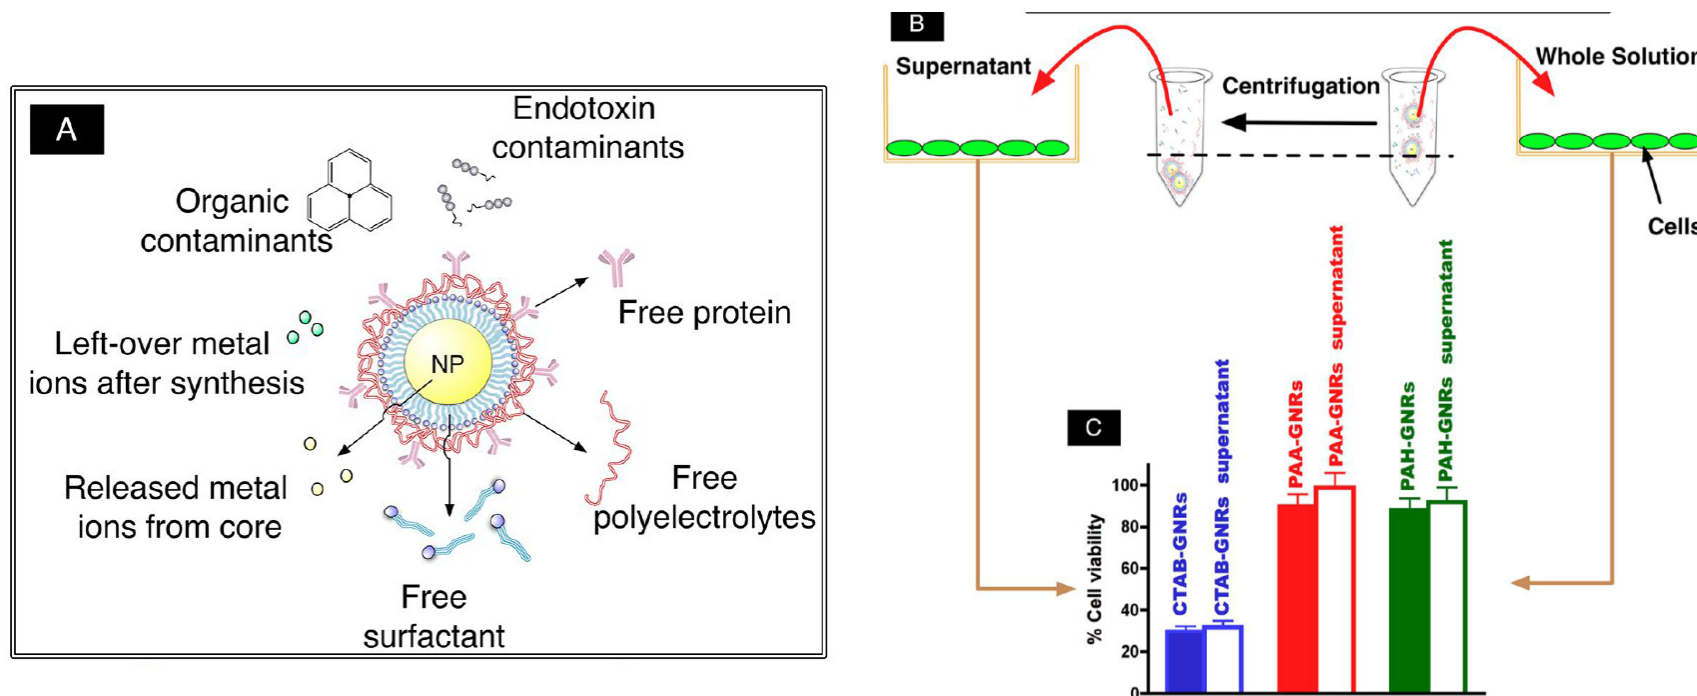 A
Endotoxin
contaminants
Organic
contaminants
Free protein
Left-over metal
ions after synthesis
NP
Released metal
ions from core
Free
polyelectrolytes
Free
surfactant
B
Supernatant
Centrifugation
Whole Solution
Cells
C
% Cell viability
100
80
60
40
20
0
CTAB-GNRs
CTAB-GNRs supernatant
PAA-GNRs
PAA-GNRs supernatant
PAH-GNRs
PAH-GNRs supernatant